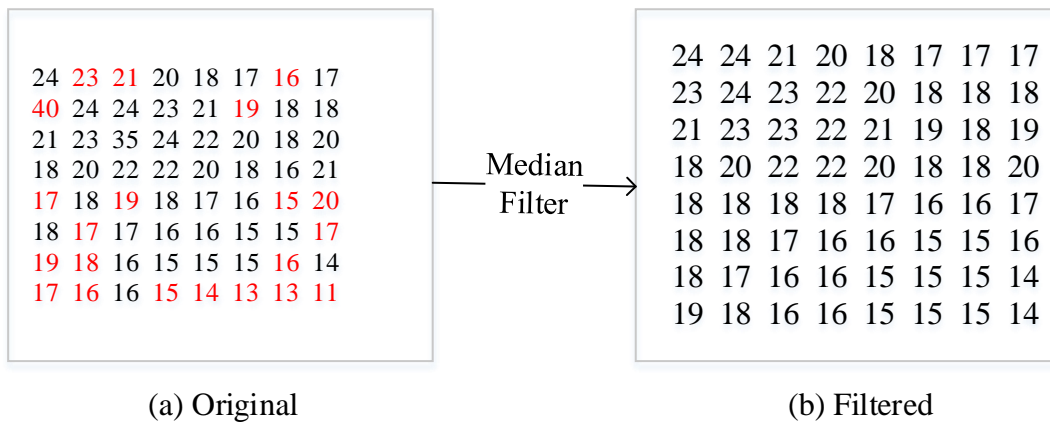 24 23 21 20 18 17 16 17
40 24 24 23 21 19 18 18
21 23 35 24 22 20 18 20
18 20 22 22 20 18 16 21
17 18 19 18 17 16 15 20
18 17 17 16 16 15 15 17
19 18 16 15 15 15 16 14
17 16 16 15 14 13 13 11
(a) Original
Median
Filter
24 24 21 20 18 17 17 17
23 24 23 22 20 18 18 18
21 23 23 22 21 19 18 19
18 20 22 22 20 18 18 20
18 18 18 18 17 16 16 17
18 18 17 16 16 15 15 16
18 17 16 16 15 15 15 14
19 18 16 16 15 15 15 14
(b) Filtered